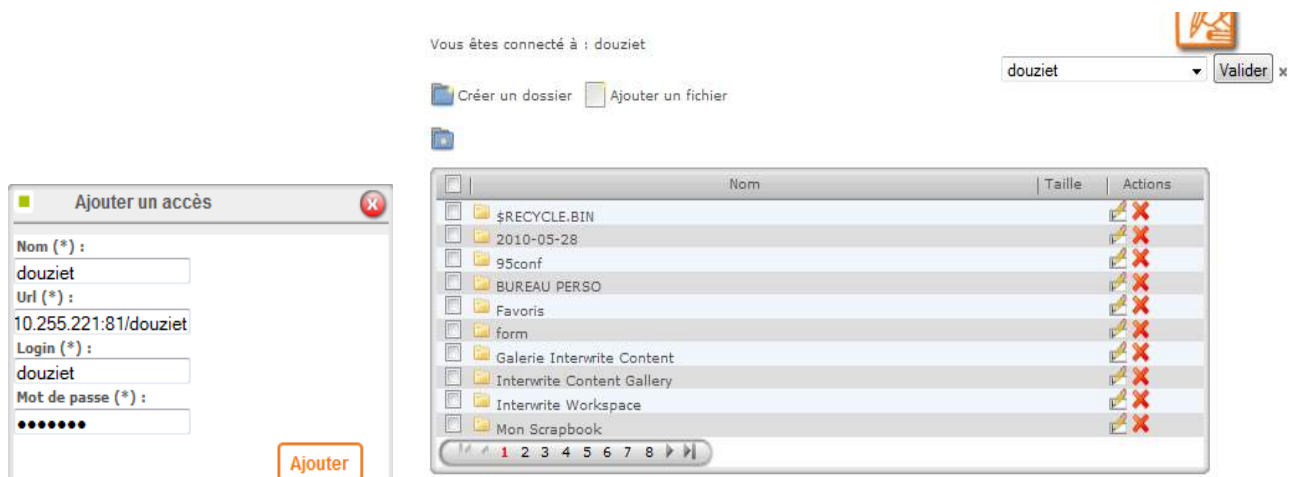 Ajouter un accès
Nom (*) :
douziet
Url (*) :
10.255.221:81/douziet
Login (*) :
douziet
Mot de passe (*) :
•••••••
Ajouter
Vous êtes connecté à : douziet
douziet
Valider
x
Créer un dossier Ajouter un fichier
Nom | Taille | Actions
$RECYCLE.BIN
2010-05-28
95conf
BUREAU PERSO
Favoris
form
Galerie Interwrite Content
Interwrite Content Gallery
Interwrite Workspace
Mon Scrapbook
1 2 3 4 5 6 7 8